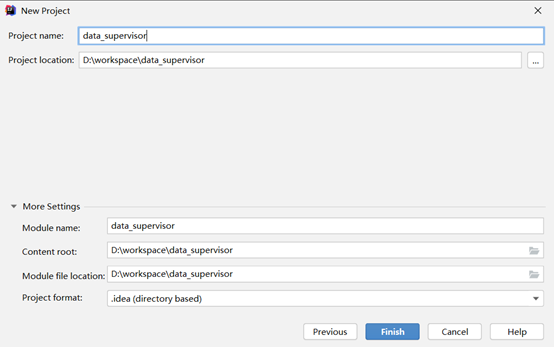 New Project
Project name: data_supervisor
Project location: D:\workspace\data_supervisor ...
More Settings
Module name: data_supervisor
Content root: D:\workspace\data_supervisor
Module file location: D:\workspace\data_supervisor
Project format: .idea (directory based)
Previous Finish Cancel Help